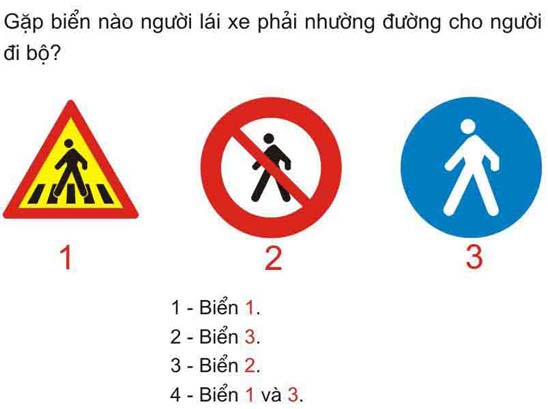 Gặp biển nào người lái xe phải nhường đường cho người
đi bộ?
1 2 3
1 - Biển 1.
2 - Biển 3.
3 - Biển 2.
4 - Biển 1 và 3.